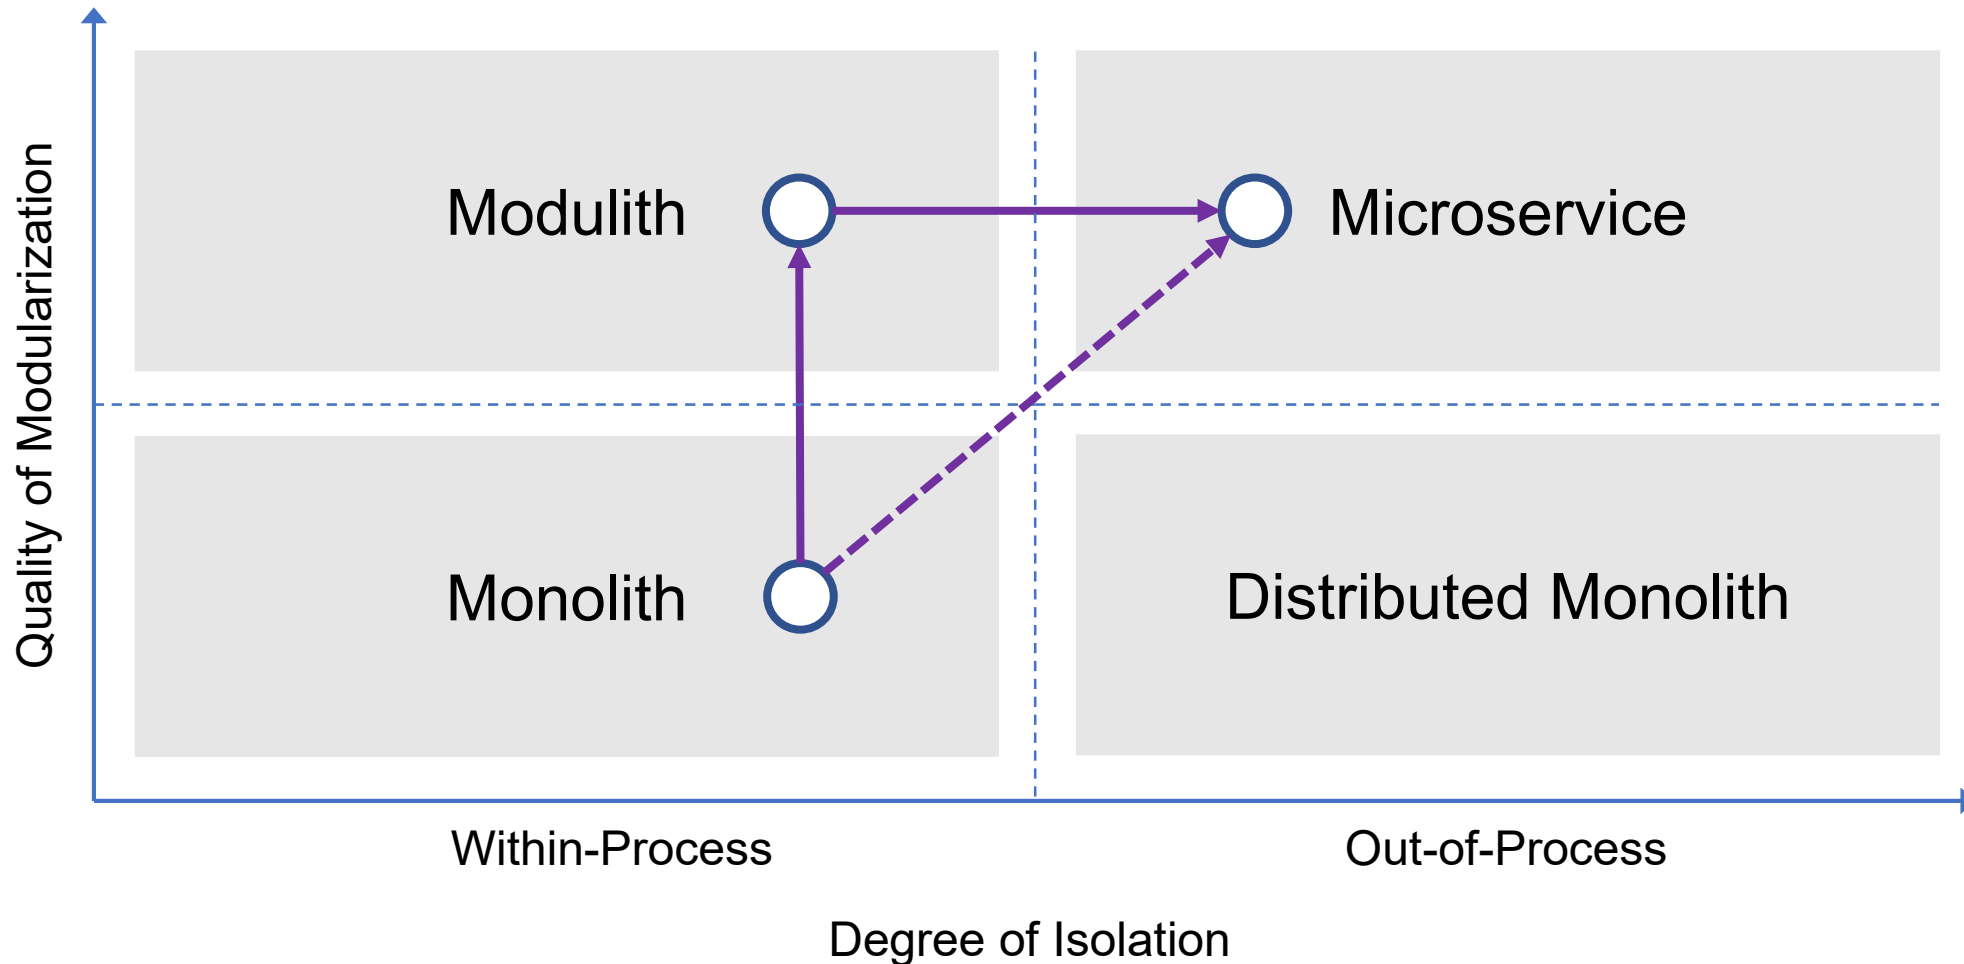 Quality of Modularization
Modulith
Microservice
Monolith
Distributed Monolith
Within-Process
Out-of-Process
Degree of Isolation